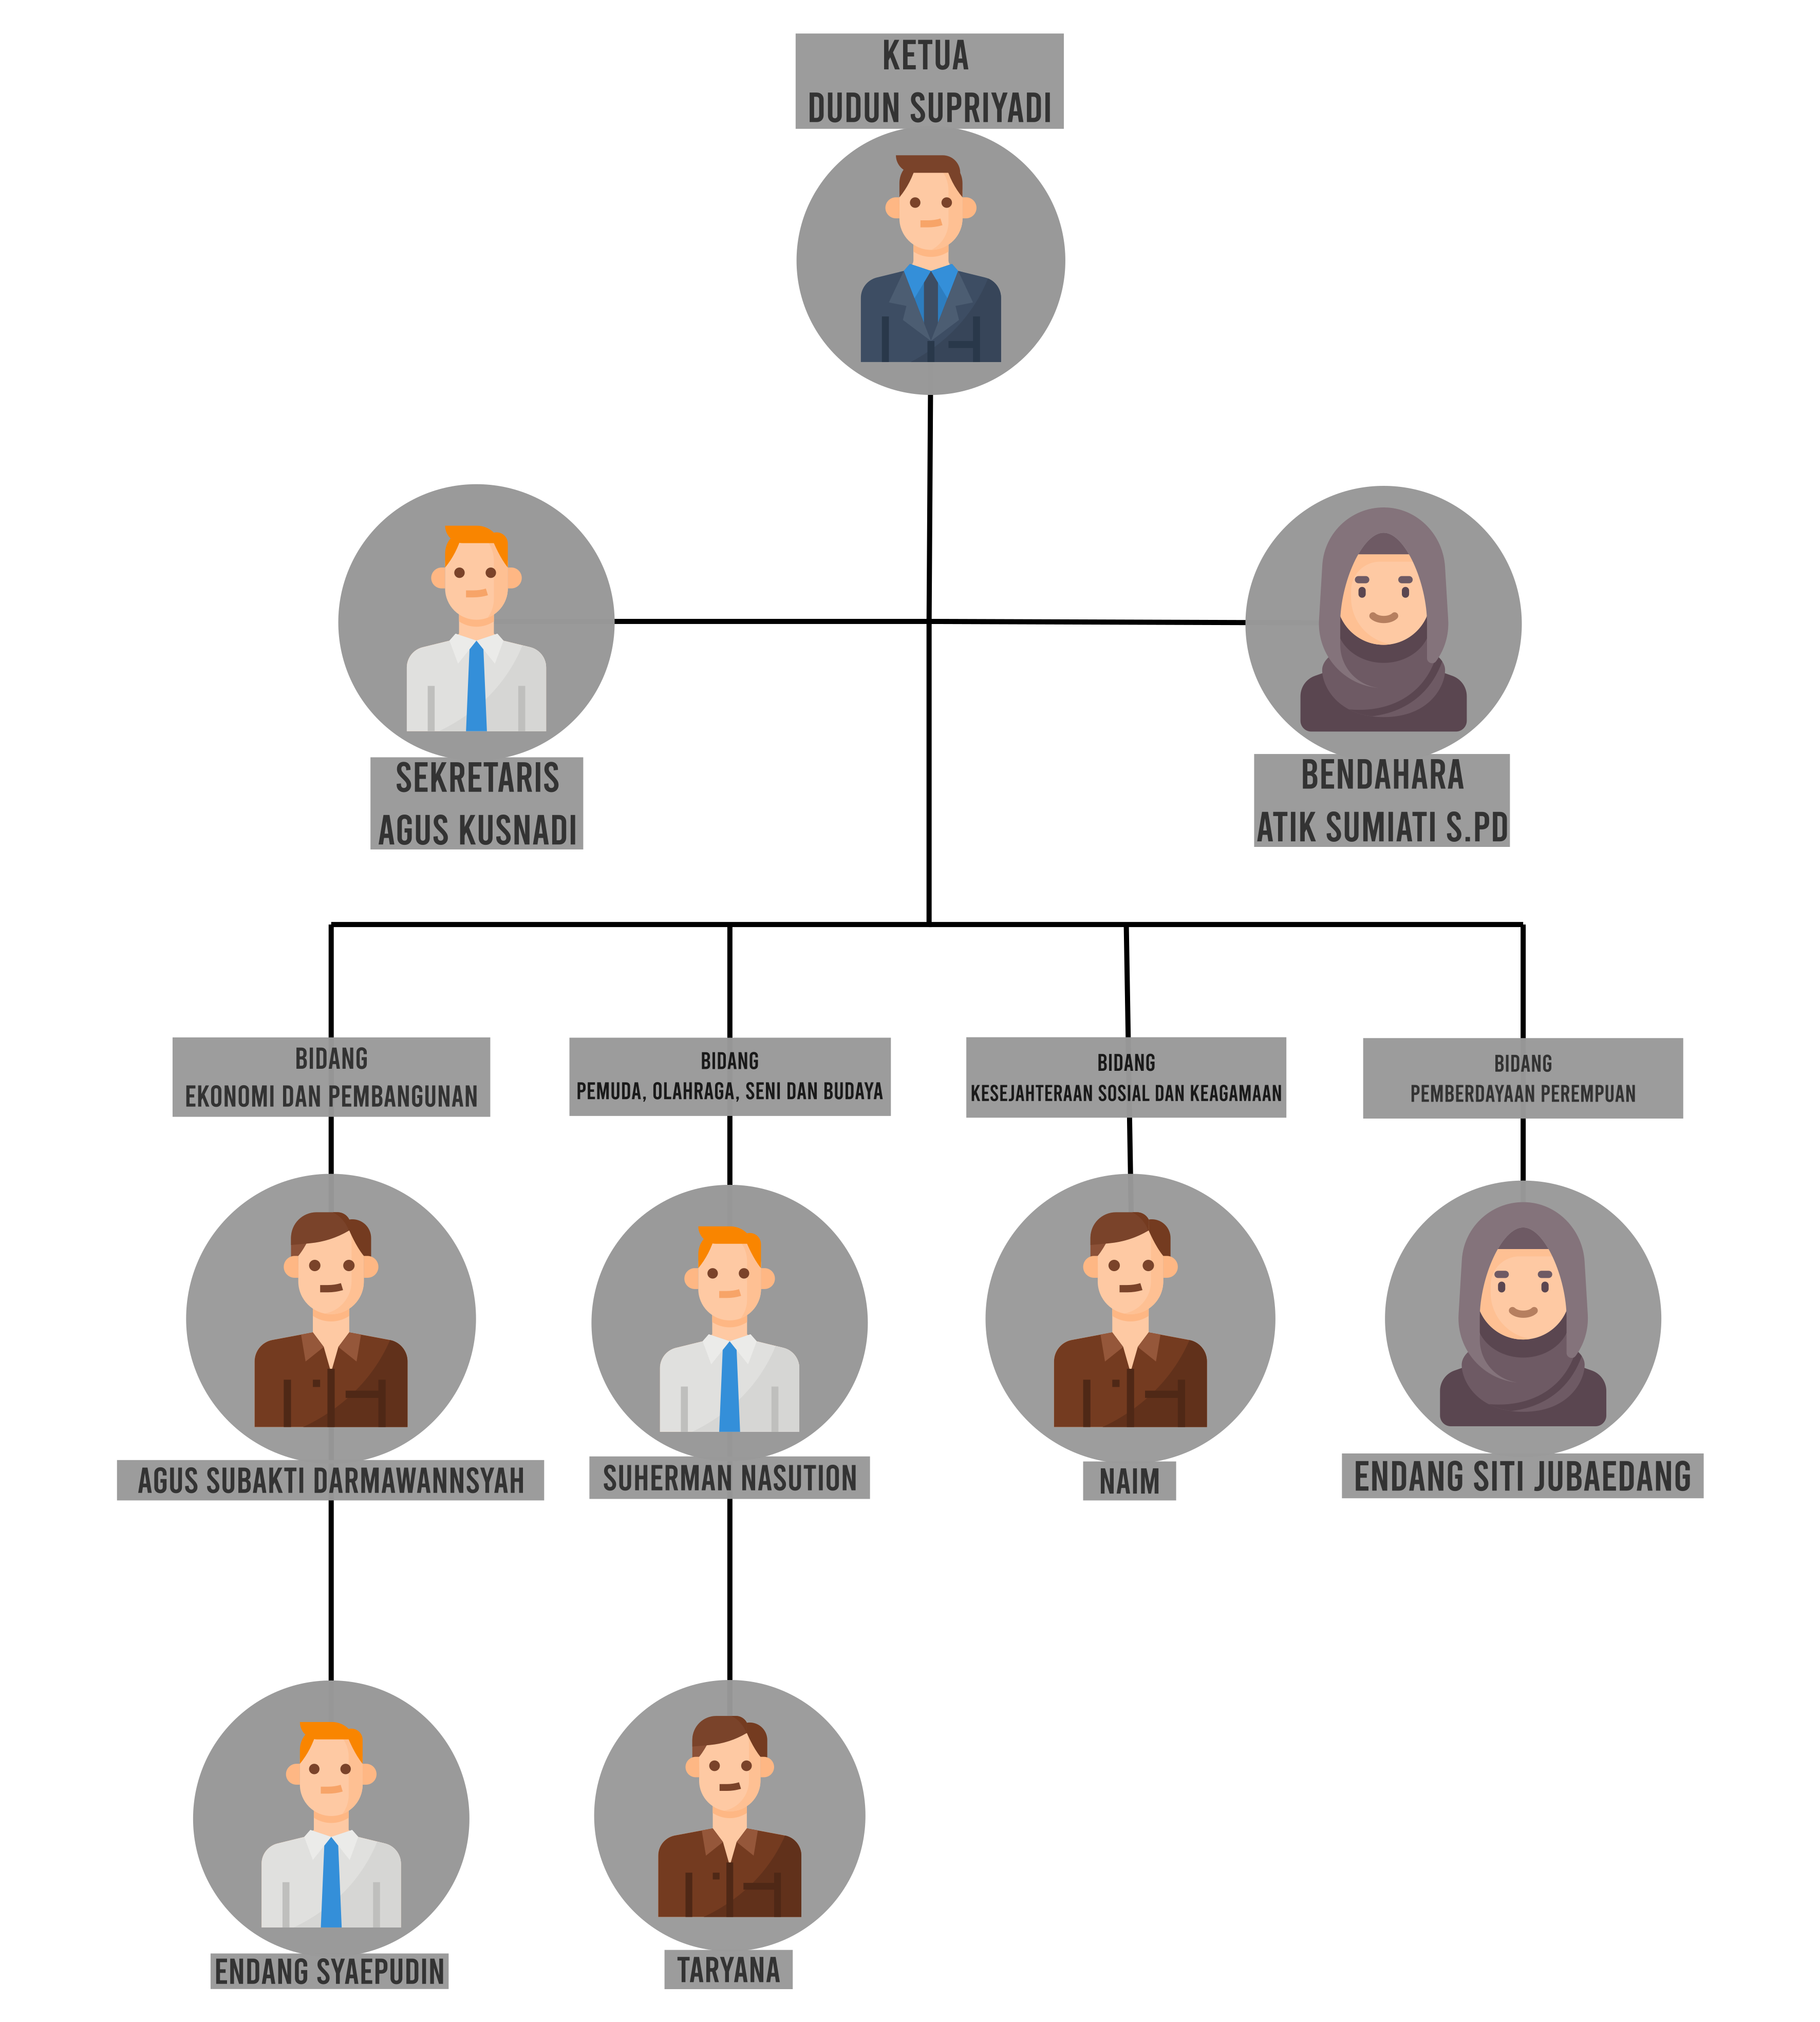 KETUA
DUDUN SUPRIYADI
SEKRETARIS
AGUS KUSNADI
BENDAHARA
ATIK SUMIATI S.PD
BIDANG
EKONOMI DAN PEMBANGUNAN
BIDANG
PEMUDA, OLAHRAGA, SENI DAN BUDAYA
BIDANG
KESEJAHTERAAN SOSIAL DAN KEAGAMAAN
BIDANG
PEMBERDAYAAN PEREMPUAN
AGUS SUBAKTI DARMAWANNSYAH
SUHERMAN NASUTION
NAIM
ENDANG SITI JUBAEDANG
ENDANG SYAEPUDIN
TARYANA